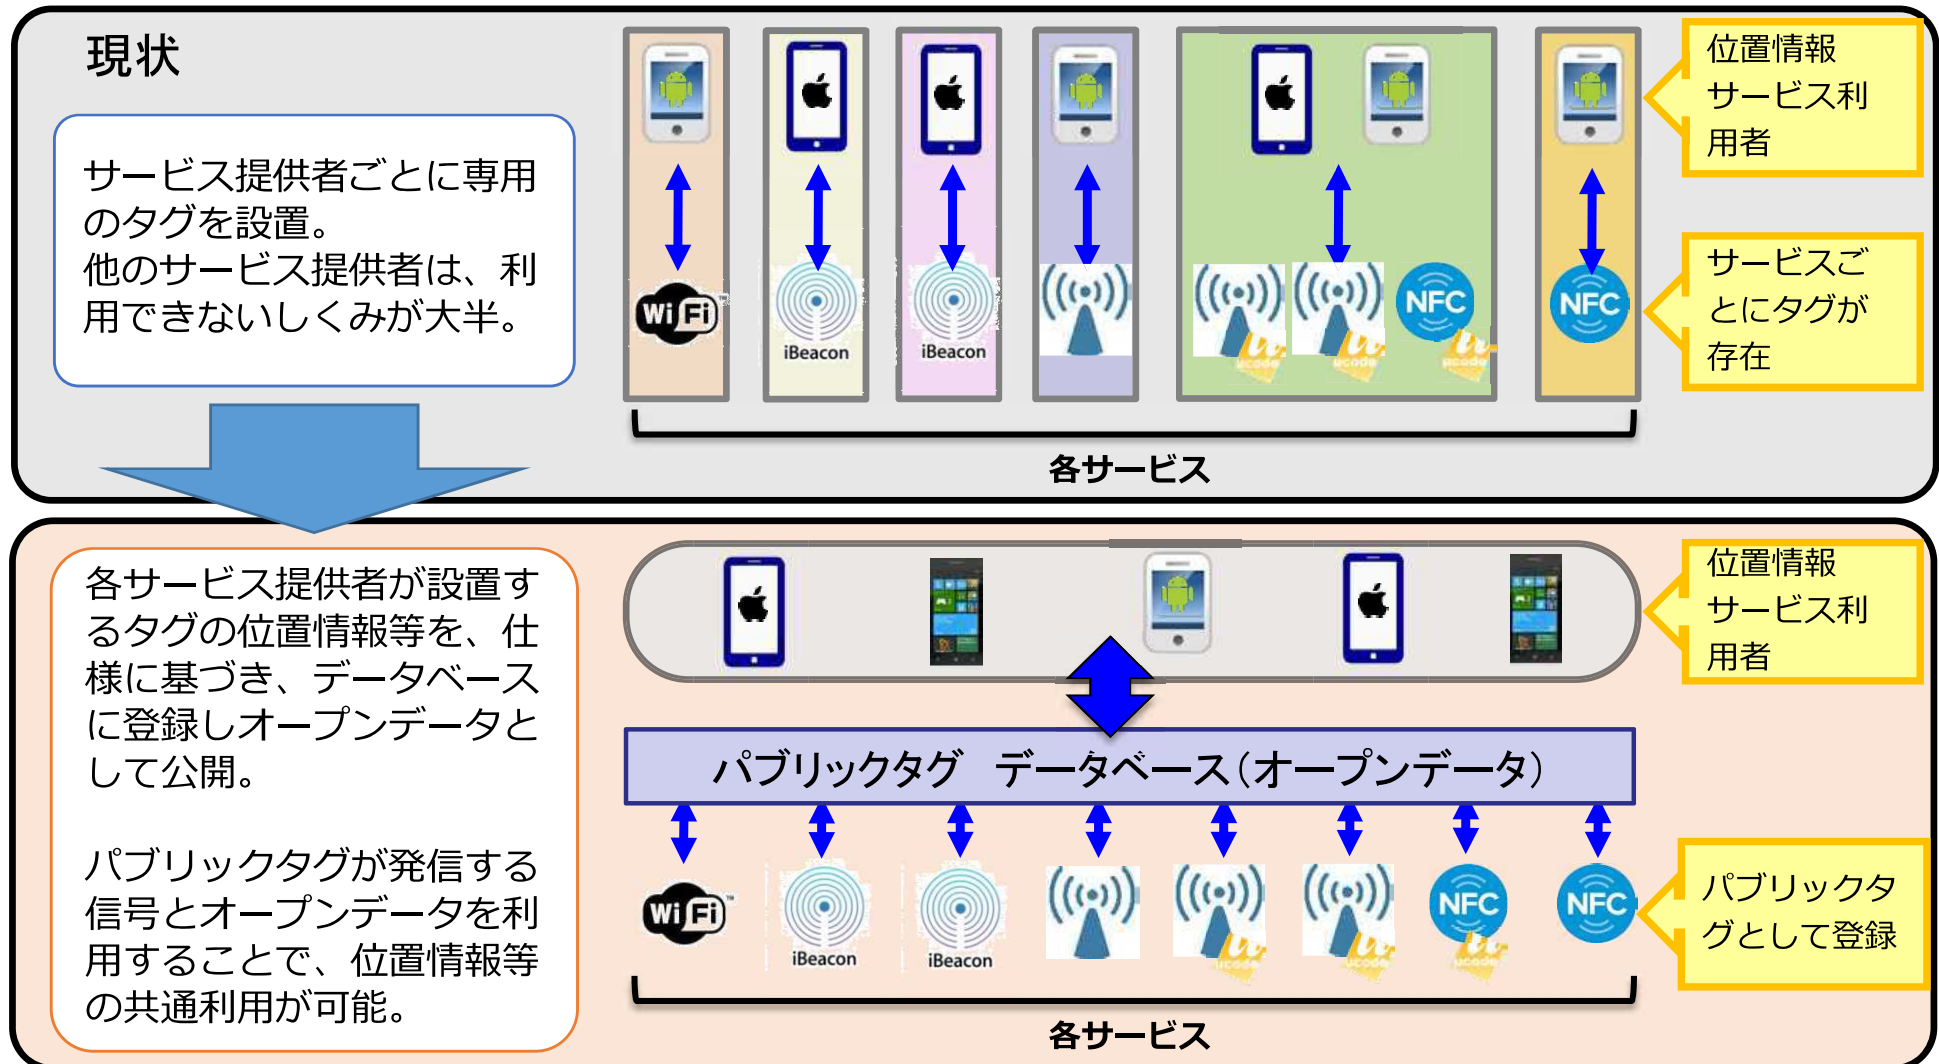 現状
サービス提供者ごとに専用
のタグを設置。
他のサービス提供者は、利
用できないしくみが大半。
位置情報
サービス利
用者
WiFi
iBeacon
iBeacon
ucode
ucode
NFC
ucode
NFC
サービスご
とにタグが
存在
各サービス
各サービス提供者が設置す
るタグの位置情報等を、仕
様に基づき、データベース
に登録しオープンデータと
して公開。
パブリックタグが発信する
信号とオープンデータを利
用することで、位置情報等
の共通利用が可能。
位置情報
サービス利
用者
パブリックタグ　データベース(オープンデータ)
WiFi
iBeacon
iBeacon
ucode
ucode
NFC
ucode
NFC
パブリックタ
グとして登録
各サービス